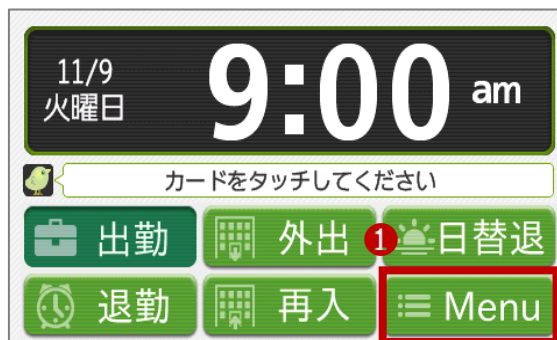 11/9
火曜日
9:00 am
カードをタッチしてください
出勤 外出 1 日替退
退勤 再入 Menu